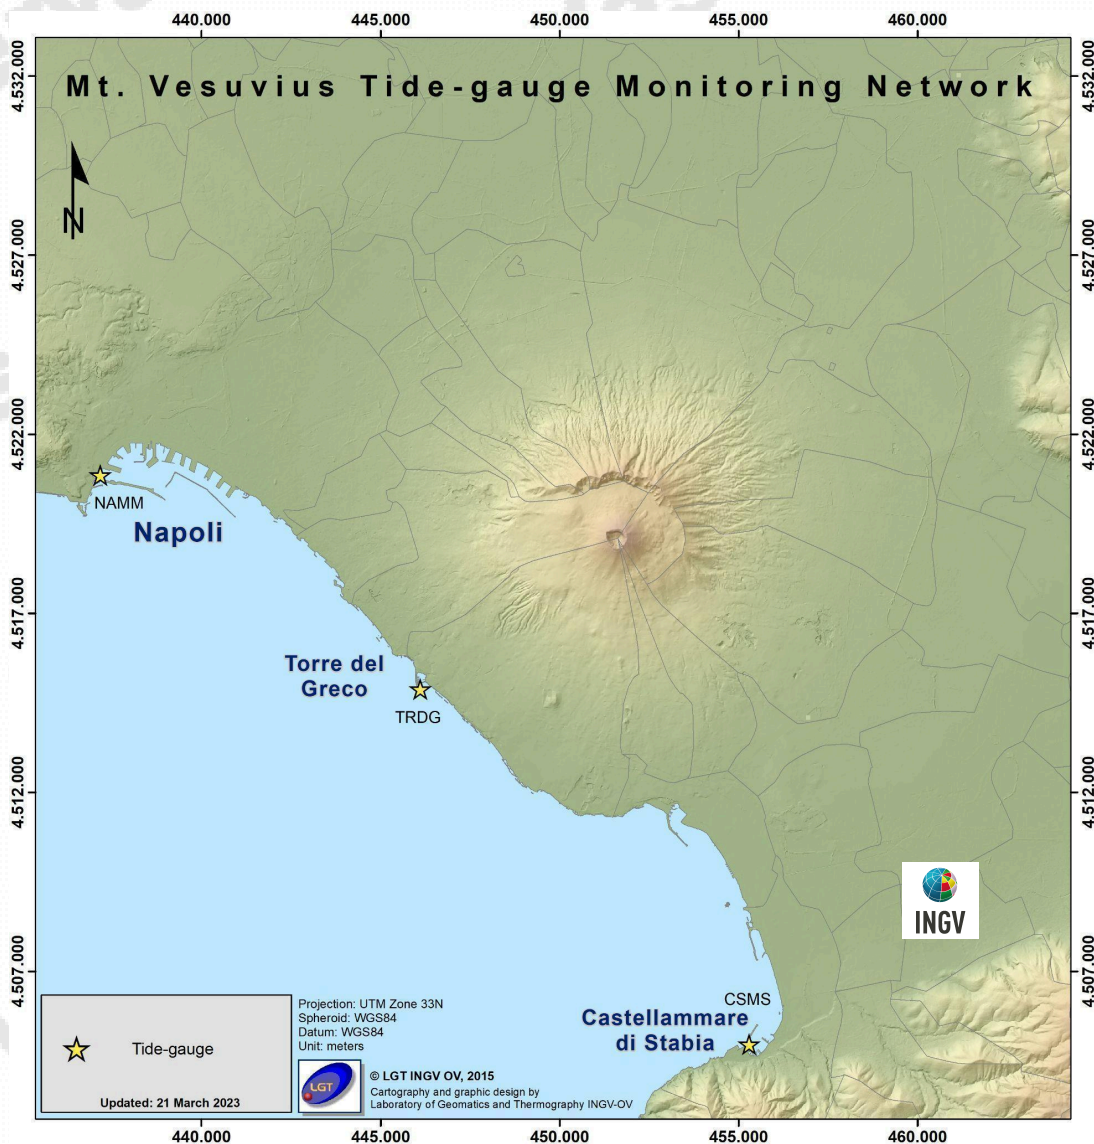 440.000 445.000 450.000 455.000 460.000
Mt. Vesuvius Tide-gauge Monitoring Network
4.532.000 4.532.000
N
4.527.000 4.527.000
4.522.000 4.522.000
NAMM
Napoli
4.517.000 4.517.000
Torre del
Greco
TRDG
4.512.000 4.512.000
INGV
4.507.000 4.507.000
CSMS
Castellammare
di Stabia
Tide-gauge
Updated: 21 March 2023
Projection: UTM Zone 33N
Spheroid: WGS84
Datum: WGS84
Unit: meters
LGT
© LGT INGV OV, 2015
Cartography and graphic design by
Laboratory of Geomatics and Thermography INGV-OV
440.000 445.000 450.000 455.000 460.000